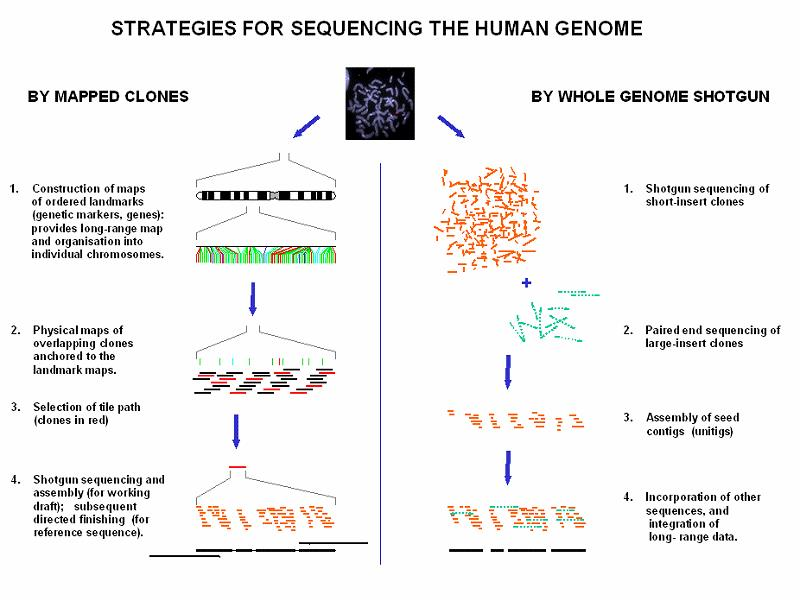 STRATEGIES FOR SEQUENCING THE HUMAN GENOME
BY MAPPED CLONES
1. Construction of maps
of ordered landmarks
(genetic markers, genes):
provides long-range map
and organisation into
individual chromosomes.
2. Physical maps of
overlapping clones
anchored to the
landmark maps.
3. Selection of tile path
(clones in red)
4. Shotgun sequencing and
assembly (for working
draft); subsequent
directed finishing (for
reference sequence).
BY WHOLE GENOME SHOTGUN
1. Shotgun sequencing of
short-insert clones
+
2. Paired end sequencing of
large-insert clones
3. Assembly of seed
contigs (unitigs)
4. Incorporation of other
sequences, and
integration of
long- range data.